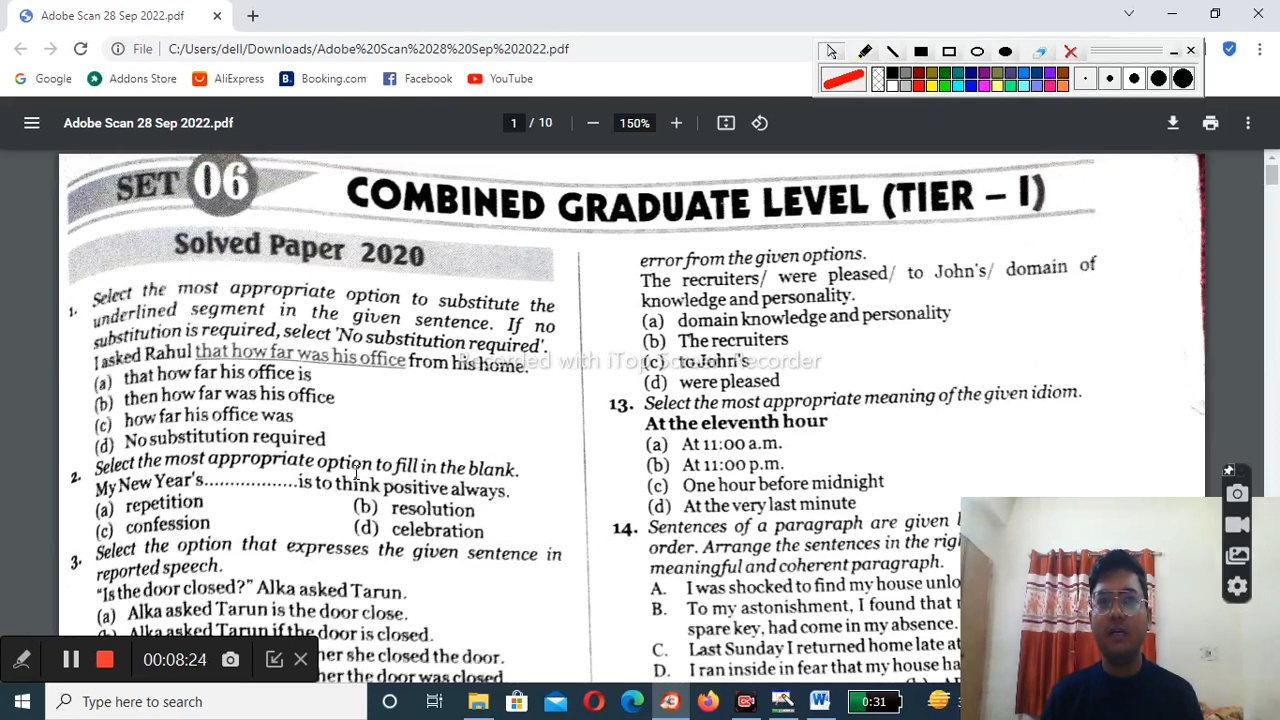 Adobe Scan 28 Sep 2022.pdf
File
C:/Users/dell/Downloads/Adobe%20Scan%2028%20Sep%202022.pdf
Google
Addons Store
AliExpress
Booking.com
Facebook
YouTube
Adobe Scan 28 Sep 2022.pdf
1 / 10
150%
SET 06
COMBINED GRADUATE LEVEL (TIER – I)
Solved Paper 2020
1. Select the most appropriate option to substitute the
underlined segment in the given sentence. If no
substitution is required, select 'No substitution required'.
I asked Rahul that how far was his office from his home.
(a) that how far his office is
(b) then how far was his office
(c) how far his office was
(d) No substitution required
2. Select the most appropriate option to fill in the blank.
My New Year's..................is to think positive always.
(a) repetition (b) resolution
(c) confession (d) celebration
3. Select the option that expresses the given sentence in
reported speech.
"Is the door closed?" Alka asked Tarun.
(a) Alka asked Tarun is the door close.
Alka asked Tarun if the door is closed.
her she closed the door.
her the door was closed.
error from the given options.
The recruiters/ were pleased/ to John's/ domain of
knowledge and personality.
(a) domain knowledge and personality
(b) The recruiters
(c) to John's
(d) were pleased
13. Select the most appropriate meaning of the given idiom.
At the eleventh hour
(a) At 11:00 a.m.
(b) At 11:00 p.m.
(c) One hour before midnight
(d) At the very last minute
14. Sentences of a paragraph are given
order. Arrange the sentences in the
meaningful and coherent paragraph.
A. I was shocked to find my house
B. To my astonishment, I found that
spare key, had come in my absence.
C. Last Sunday I returned home late
D. I ran inside in fear that my house
Recorded with iTop Screen Recorder
00:08:24
Type here to search
0:31